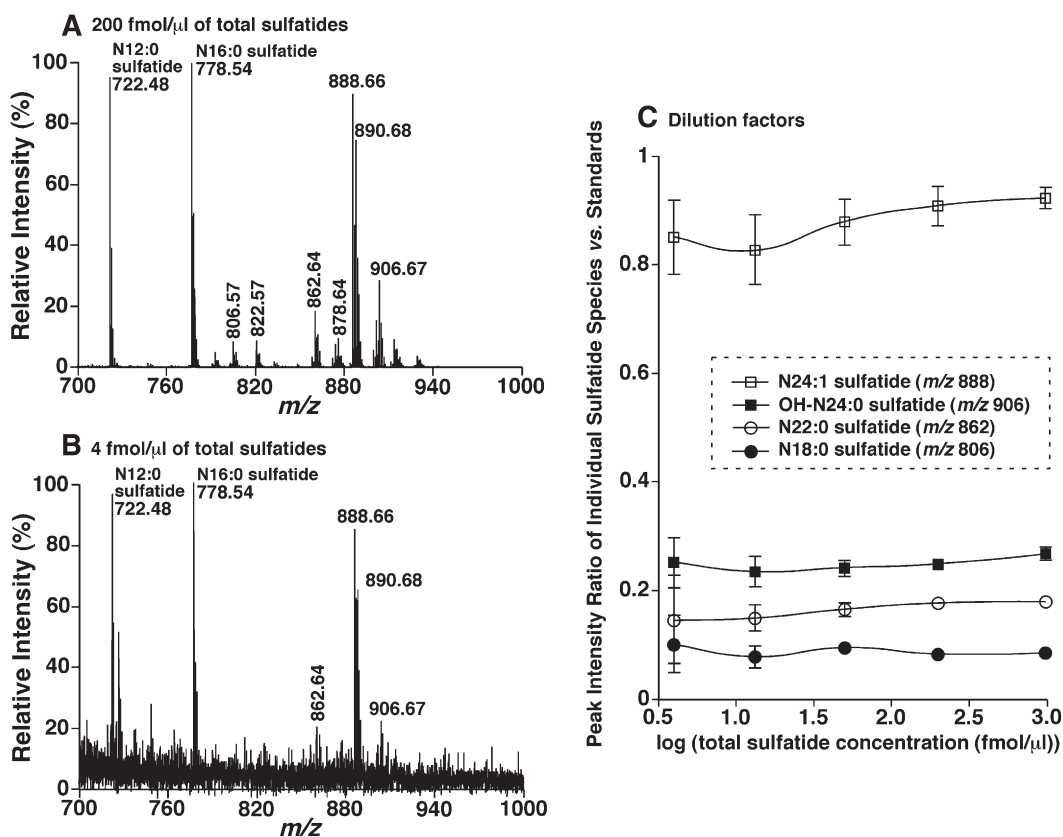 A 200 fmol/μl of total sulfatides
N12:0
sulfatide
722.48
N16:0 sulfatide
778.54
888.66
890.68
806.57
822.57
862.64
878.64
906.67
Relative Intensity (%)
100
80
60
40
20
0
700 760 820 880 940 1000
m/z
B 4 fmol/μl of total sulfatides
N12:0
sulfatide
722.48
N16:0 sulfatide
778.54
888.66
890.68
862.64
906.67
Relative Intensity (%)
100
80
60
40
20
0
700 760 820 880 940 1000
m/z
C Dilution factors
Peak Intensity Ratio of Individual Sulfatide Species vs. Standards
1
0.8
0.6
0.4
0.2
0
N24:1 sulfatide (m/z 888)
OH-N24:0 sulfatide (m/z 906)
N22:0 sulfatide (m/z 862)
N18:0 sulfatide (m/z 806)
0.5 1.0 1.5 2.0 2.5 3.0
log (total sulfatide concentration (fmol/μl))